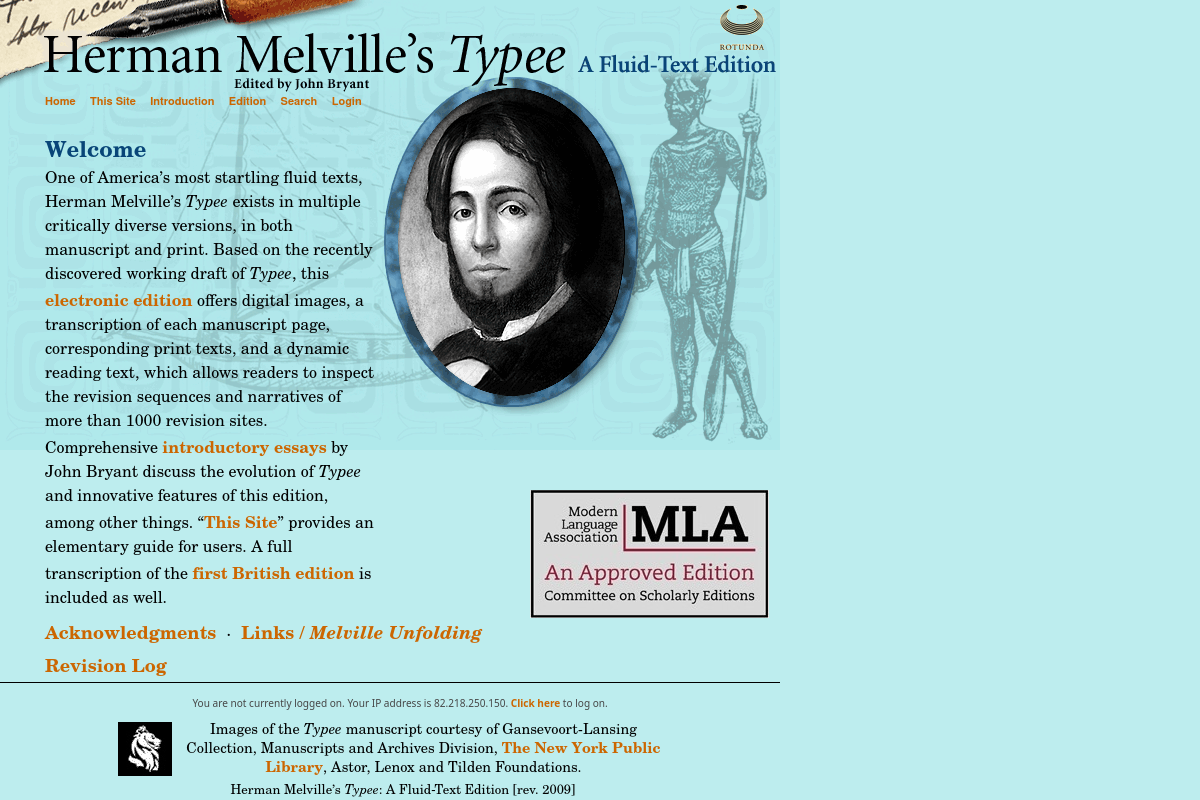 ROTUNDA
Herman Melville's Typee A Fluid-Text Edition
Edited by John Bryant
Home This Site Introduction Edition Search Login
Welcome
One of America's most startling fluid texts,
Herman Melville's Typee exists in multiple
critically diverse versions, in both
manuscript and print. Based on the recently
discovered working draft of Typee, this
electronic edition offers digital images, a
transcription of each manuscript page,
corresponding print texts, and a dynamic
reading text, which allows readers to inspect
the revision sequences and narratives of
more than 1000 revision sites.
Comprehensive introductory essays by
John Bryant discuss the evolution of Typee
and innovative features of this edition,
among other things. “This Site” provides an
elementary guide for users. A full
transcription of the first British edition is
included as well.
Modern
Language
Association
MLA
An Approved Edition
Committee on Scholarly Editions
Acknowledgments · Links / Melville Unfolding
Revision Log
You are not currently logged on. Your IP address is 82.218.250.150. Click here to log on.
Images of the Typee manuscript courtesy of Gansevoort-Lansing
Collection, Manuscripts and Archives Division, The New York Public
Library, Astor, Lenox and Tilden Foundations.
Herman Melville's Typee: A Fluid-Text Edition [rev. 2009]